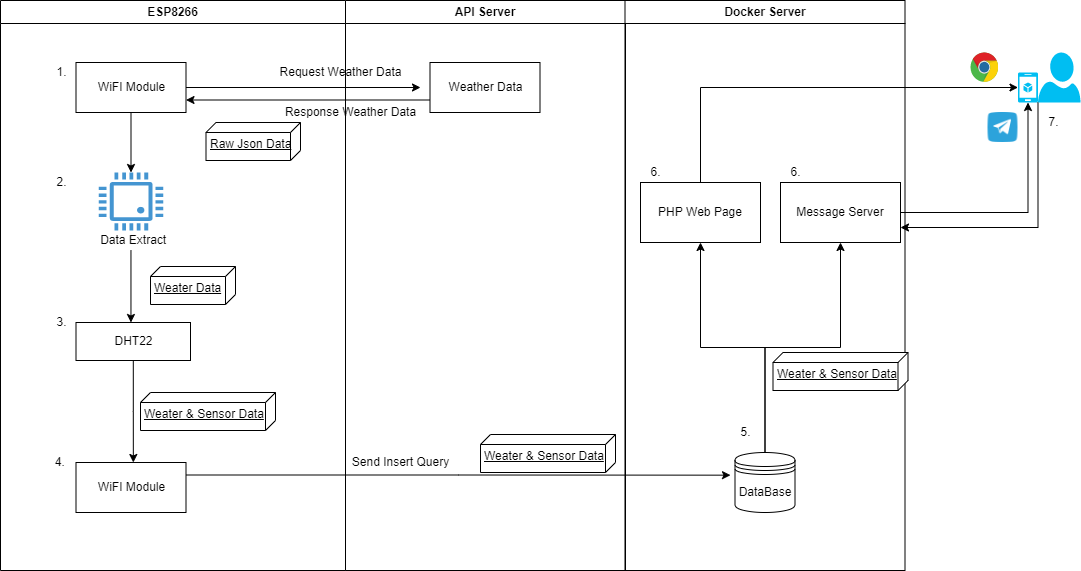 ESP8266
API Server
Docker Server
1.
WiFI Module
Request Weather Data
Weather Data
Response Weather Data
Raw Json Data
7.
2.
Data Extract
6.
PHP Web Page
6.
Message Server
Weater Data
3.
DHT22
Weater & Sensor Data
Weater & Sensor Data
4.
WiFI Module
Send Insert Query
Weater & Sensor Data
5.
DataBase